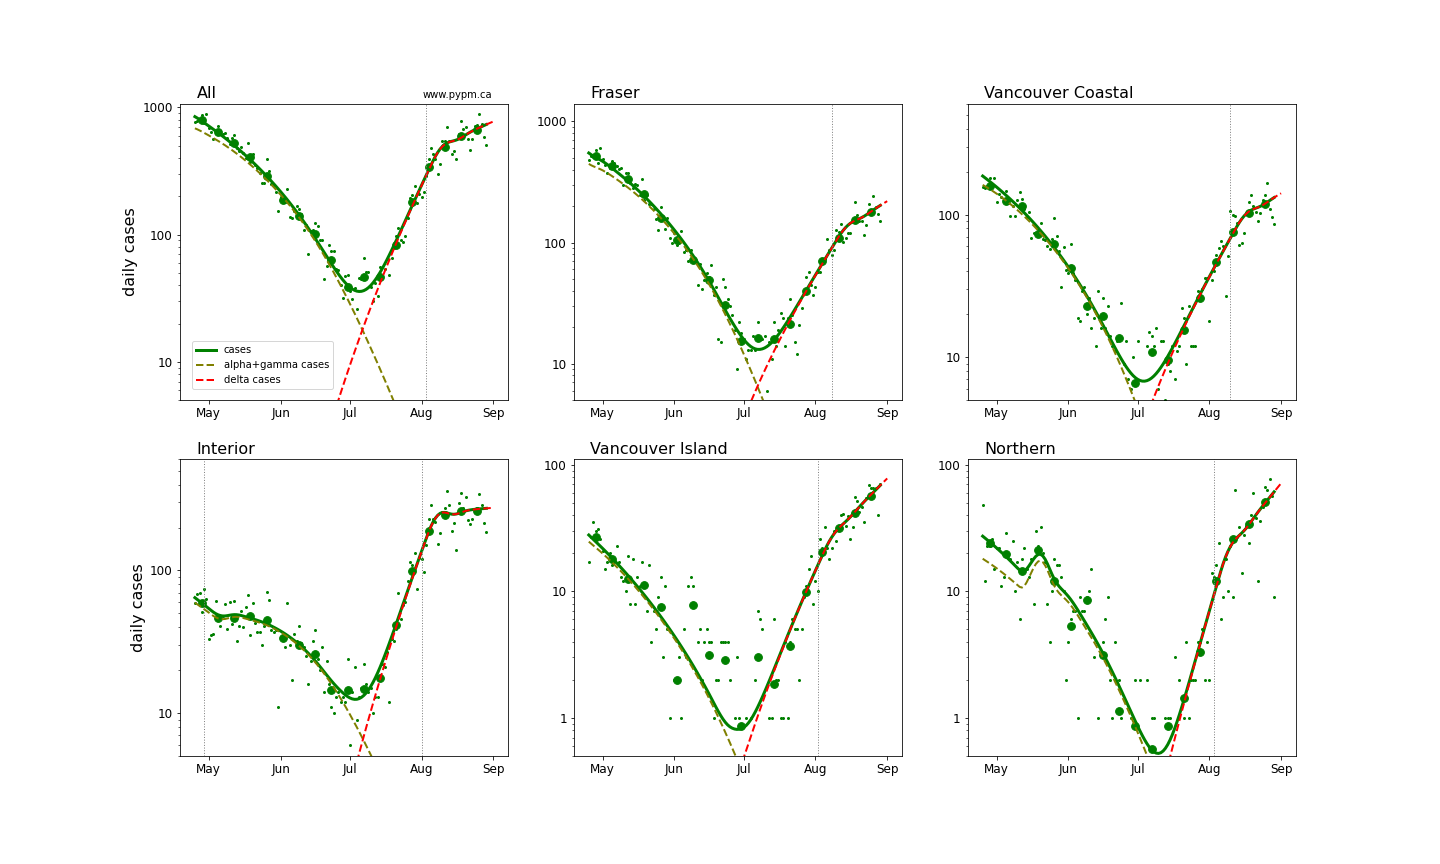 All
www.pypm.ca
Fraser
Vancouver Coastal
daily cases
1000
100
10
cases
alpha+gamma cases
delta cases
May Jun Jul Aug Sep
1000
100
10
May Jun Jul Aug Sep
100
10
May Jun Jul Aug Sep
Interior
Vancouver Island
Northern
daily cases
100
10
May Jun Jul Aug Sep
100
10
1
May Jun Jul Aug Sep
100
10
1
May Jun Jul Aug Sep